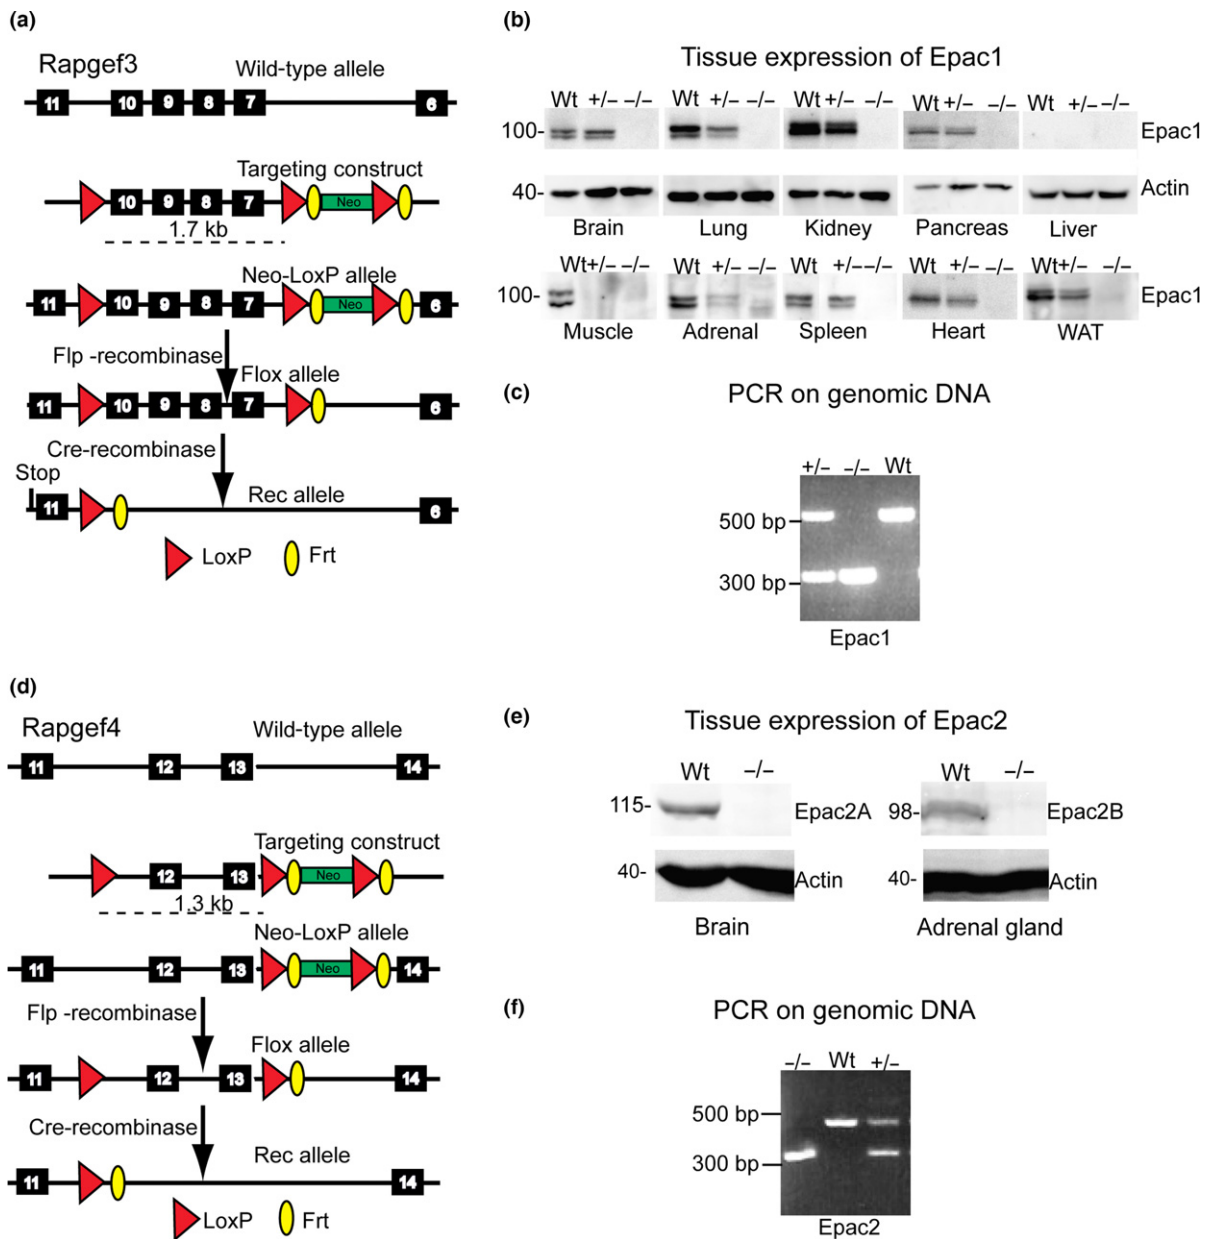 (a)
Rapgef3
Wild-type allele
11 10 9 8 7 6
Targeting construct
10 9 8 7 Neo
1.7 kb
Neo-LoxP allele
11 10 9 8 7 Neo 6
Flp -recombinase
Flox allele
11 10 9 8 7 6
Cre-recombinase
Stop
Rec allele
11 6
LoxP Frt
(b)
Tissue expression of Epac1
Wt +/– –/– Wt +/– –/– Wt +/– –/– Wt +/– –/– Wt +/– –/–
100- Epac1
40- Actin
Brain Lung Kidney Pancreas Liver
Wt+/– –/– Wt +/– –/– Wt +/– –/– Wt +/– –/– Wt+/– –/–
100- Epac1
Muscle Adrenal Spleen Heart WAT
(c)
PCR on genomic DNA
+/– –/– Wt
500 bp
300 bp
Epac1
(d)
Rapgef4
Wild-type allele
11 12 13 14
Targeting construct
12 13 Neo
1.3 kb
Neo-LoxP allele
11 12 13 Neo 14
Flp -recombinase
Flox allele
11 12 13 14
Cre-recombinase
Rec allele
11 14
LoxP Frt
(e)
Tissue expression of Epac2
Wt –/– Wt –/–
115- Epac2A 98- Epac2B
40- Actin 40- Actin
Brain Adrenal gland
(f)
PCR on genomic DNA
–/– Wt +/–
500 bp
300 bp
Epac2